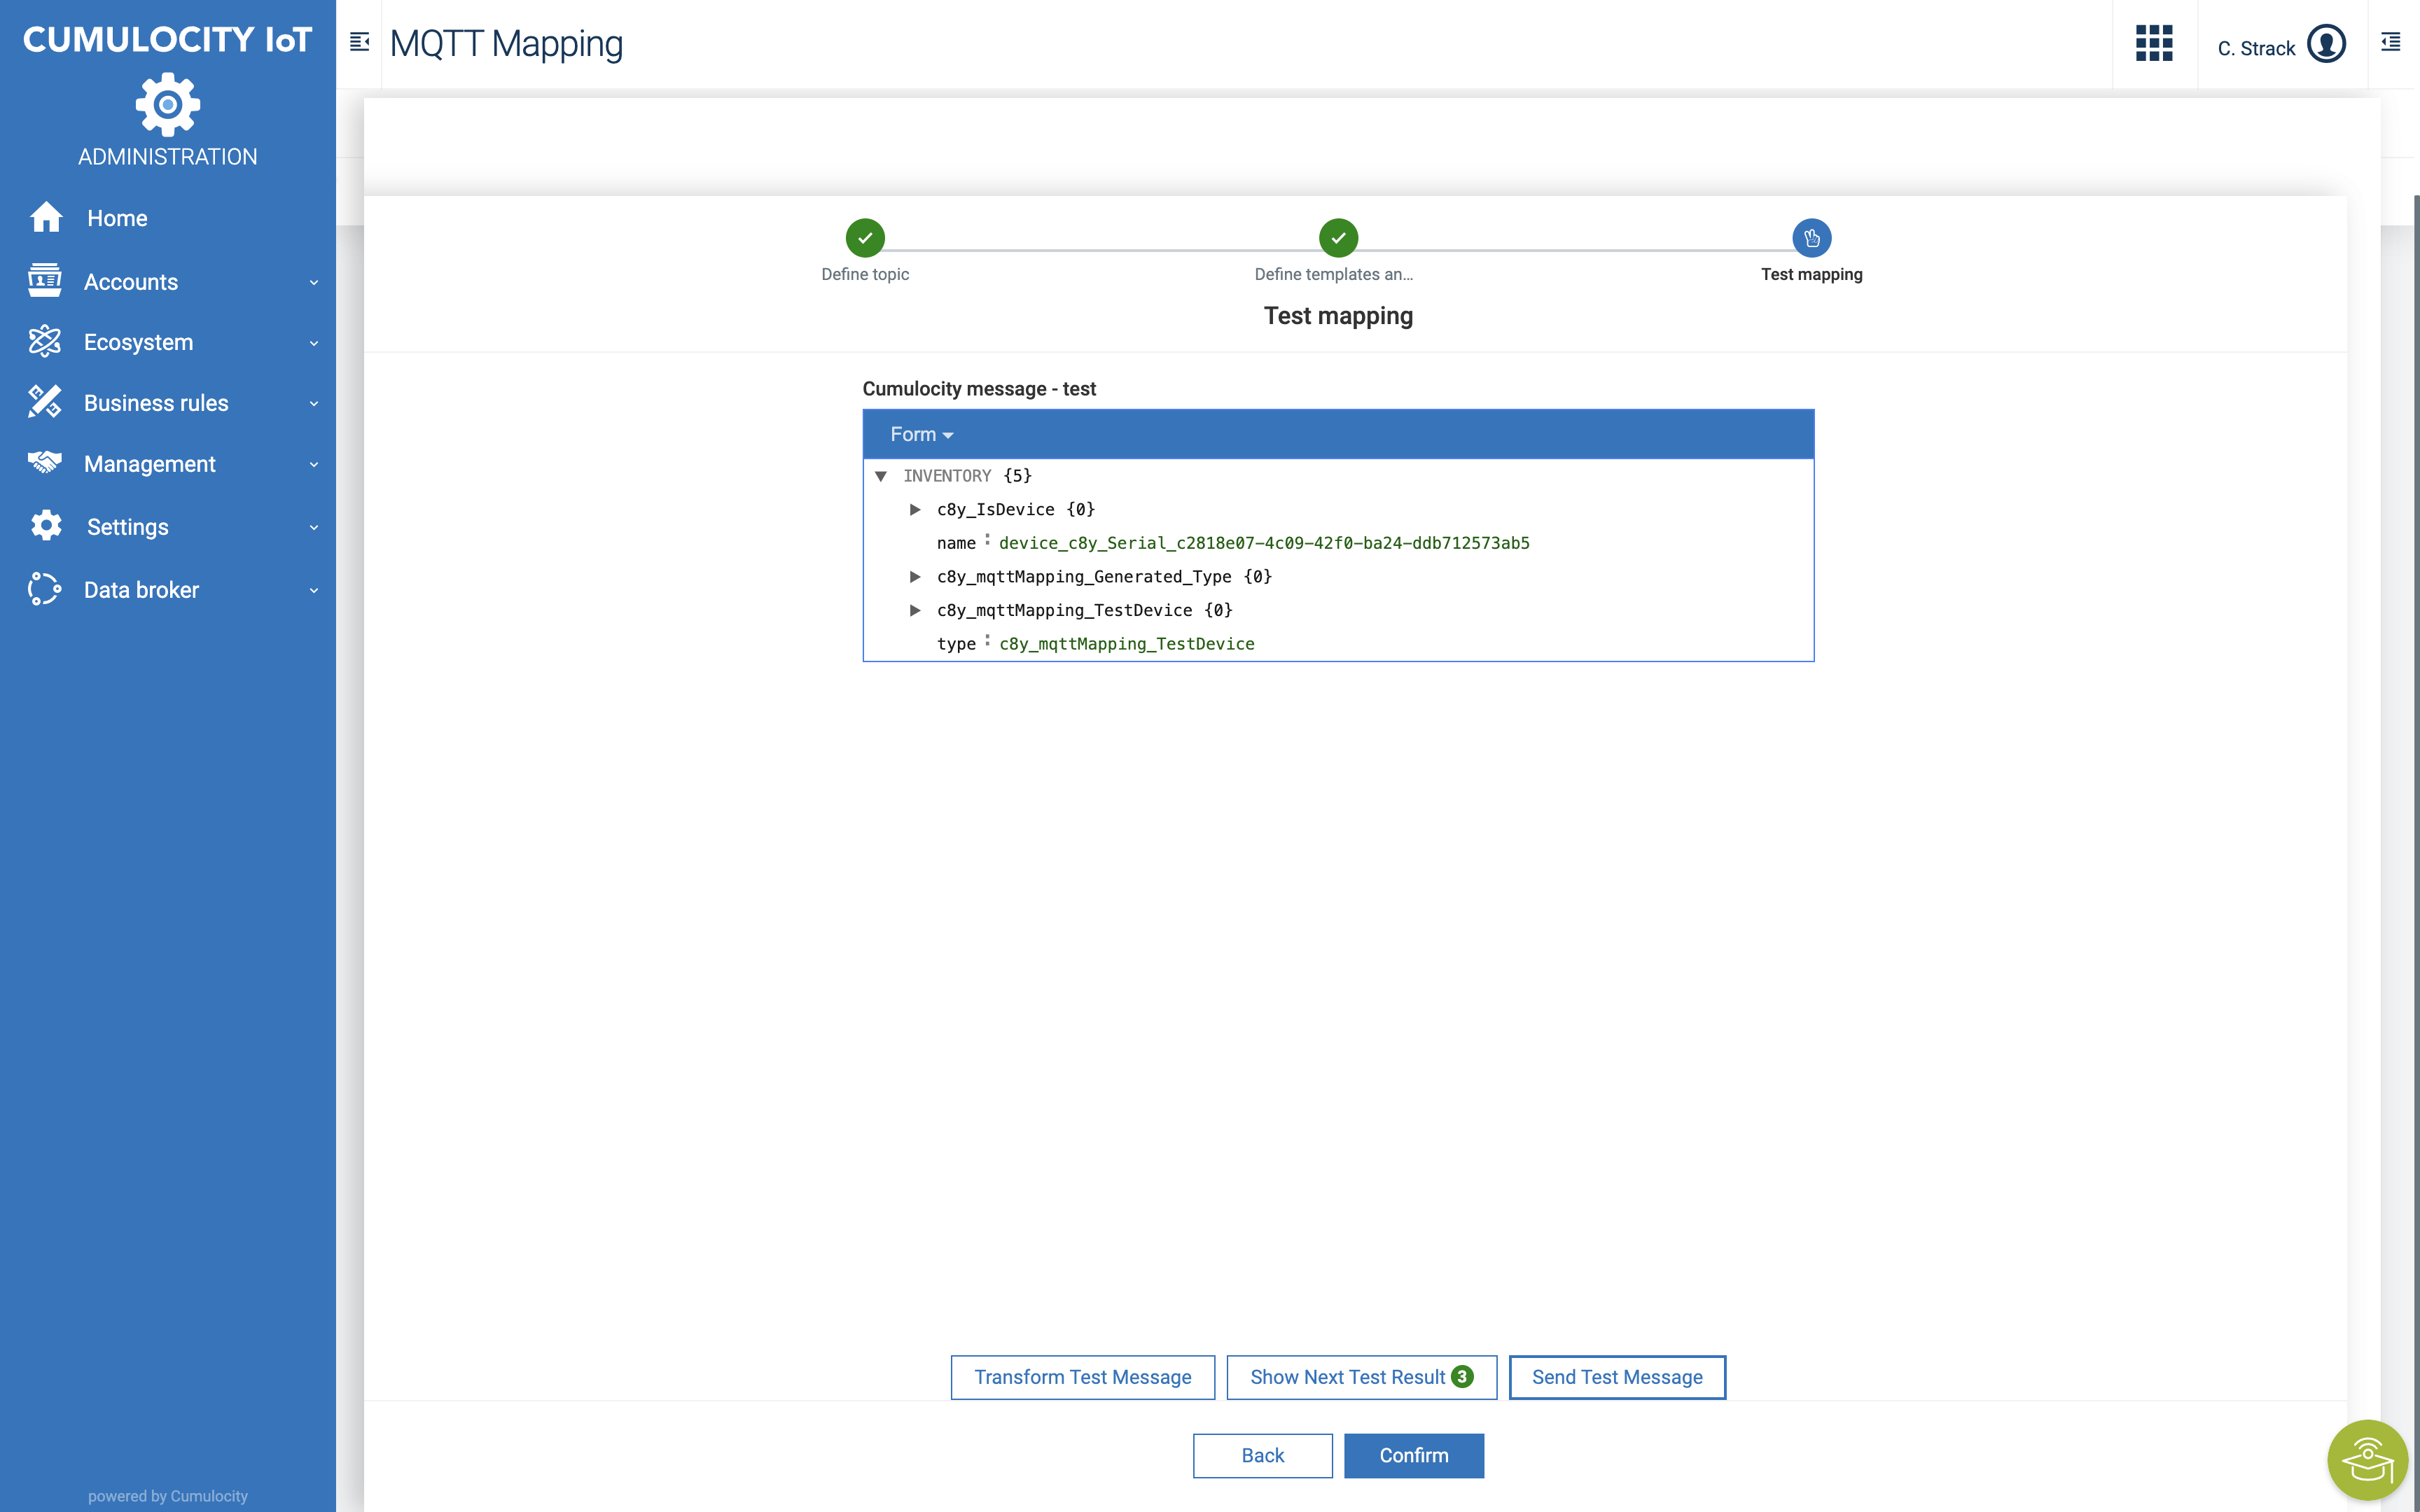 CUMULOCITY IoT
ADMINISTRATION
Home
Accounts
Ecosystem
Business rules
Management
Settings
Data broker
powered by Cumulocity
MQTT Mapping
C. Strack
Define topic
Define templates an...
Test mapping
Test mapping
Cumulocity message - test
Form
INVENTORY {5}
c8y_IsDevice {0}
name : device_c8y_Serial_c2818e07-4c09-42f0-ba24-ddb712573ab5
c8y_mqttMapping_Generated_Type {0}
c8y_mqttMapping_TestDevice {0}
type : c8y_mqttMapping_TestDevice
Transform Test Message
Show Next Test Result 3
Send Test Message
Back
Confirm